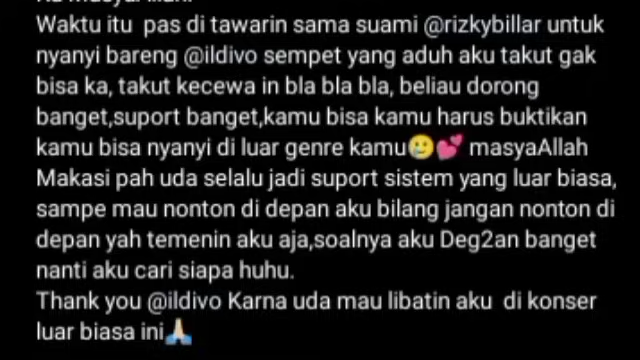 Waktu itu  pas di tawarin sama suami @rizkybillar untuk
nyanyi bareng @ildivo sempet yang aduh aku takut gak
bisa ka, takut kecewa in bla bla bla, beliau dorong
banget,suport banget,kamu bisa kamu harus buktikan
kamu bisa nyanyi di luar genre kamu🥲💕 masyaAllah
Makasi pah uda selalu jadi suport sistem yang luar biasa,
sampe mau nonton di depan aku bilang jangan nonton di
depan yah temenin aku aja,soalnya aku Deg2an banget
nanti aku cari siapa huhu.
Thank you @ildivo Karna uda mau libatin aku  di konser
luar biasa ini🙏🏻